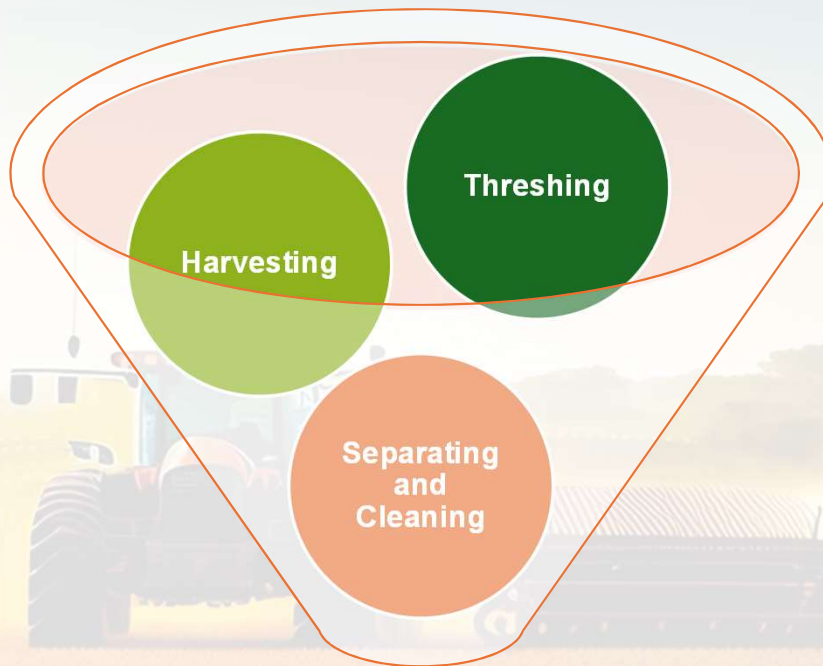 Threshing
Harvesting
Separating
and
Cleaning